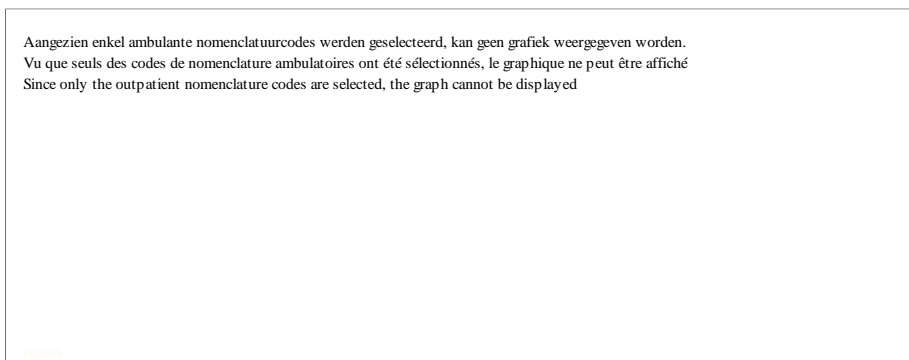 Aangezien enkel ambulante nomenclatuurcodes werden geselecteerd, kan geen grafiek weergegeven worden.
Vu que seuls des codes de nomenclature ambulatoires ont été sélectionnés, le graphique ne peut être affiché
Since only the outpatient nomenclature codes are selected, the graph cannot be displayed